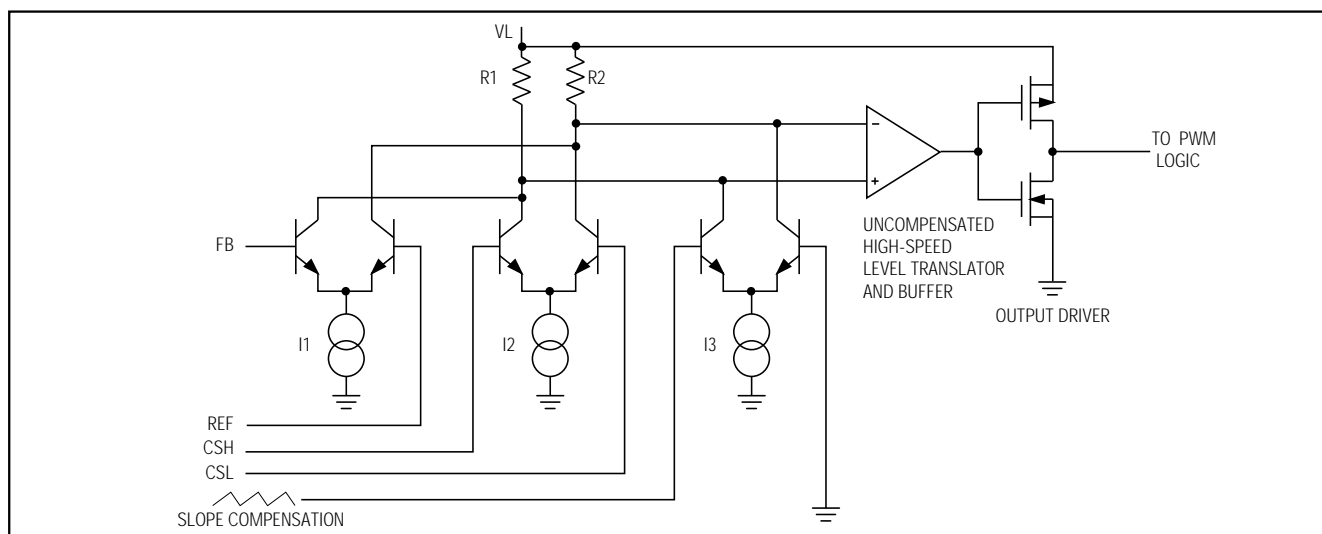 VL
R1
R2
FB
I1
I2
I3
REF
CSH
CSL
SLOPE COMPENSATION
−
+
UNCOMPENSATED
HIGH-SPEED
LEVEL TRANSLATOR
AND BUFFER
OUTPUT DRIVER
TO PWM
LOGIC